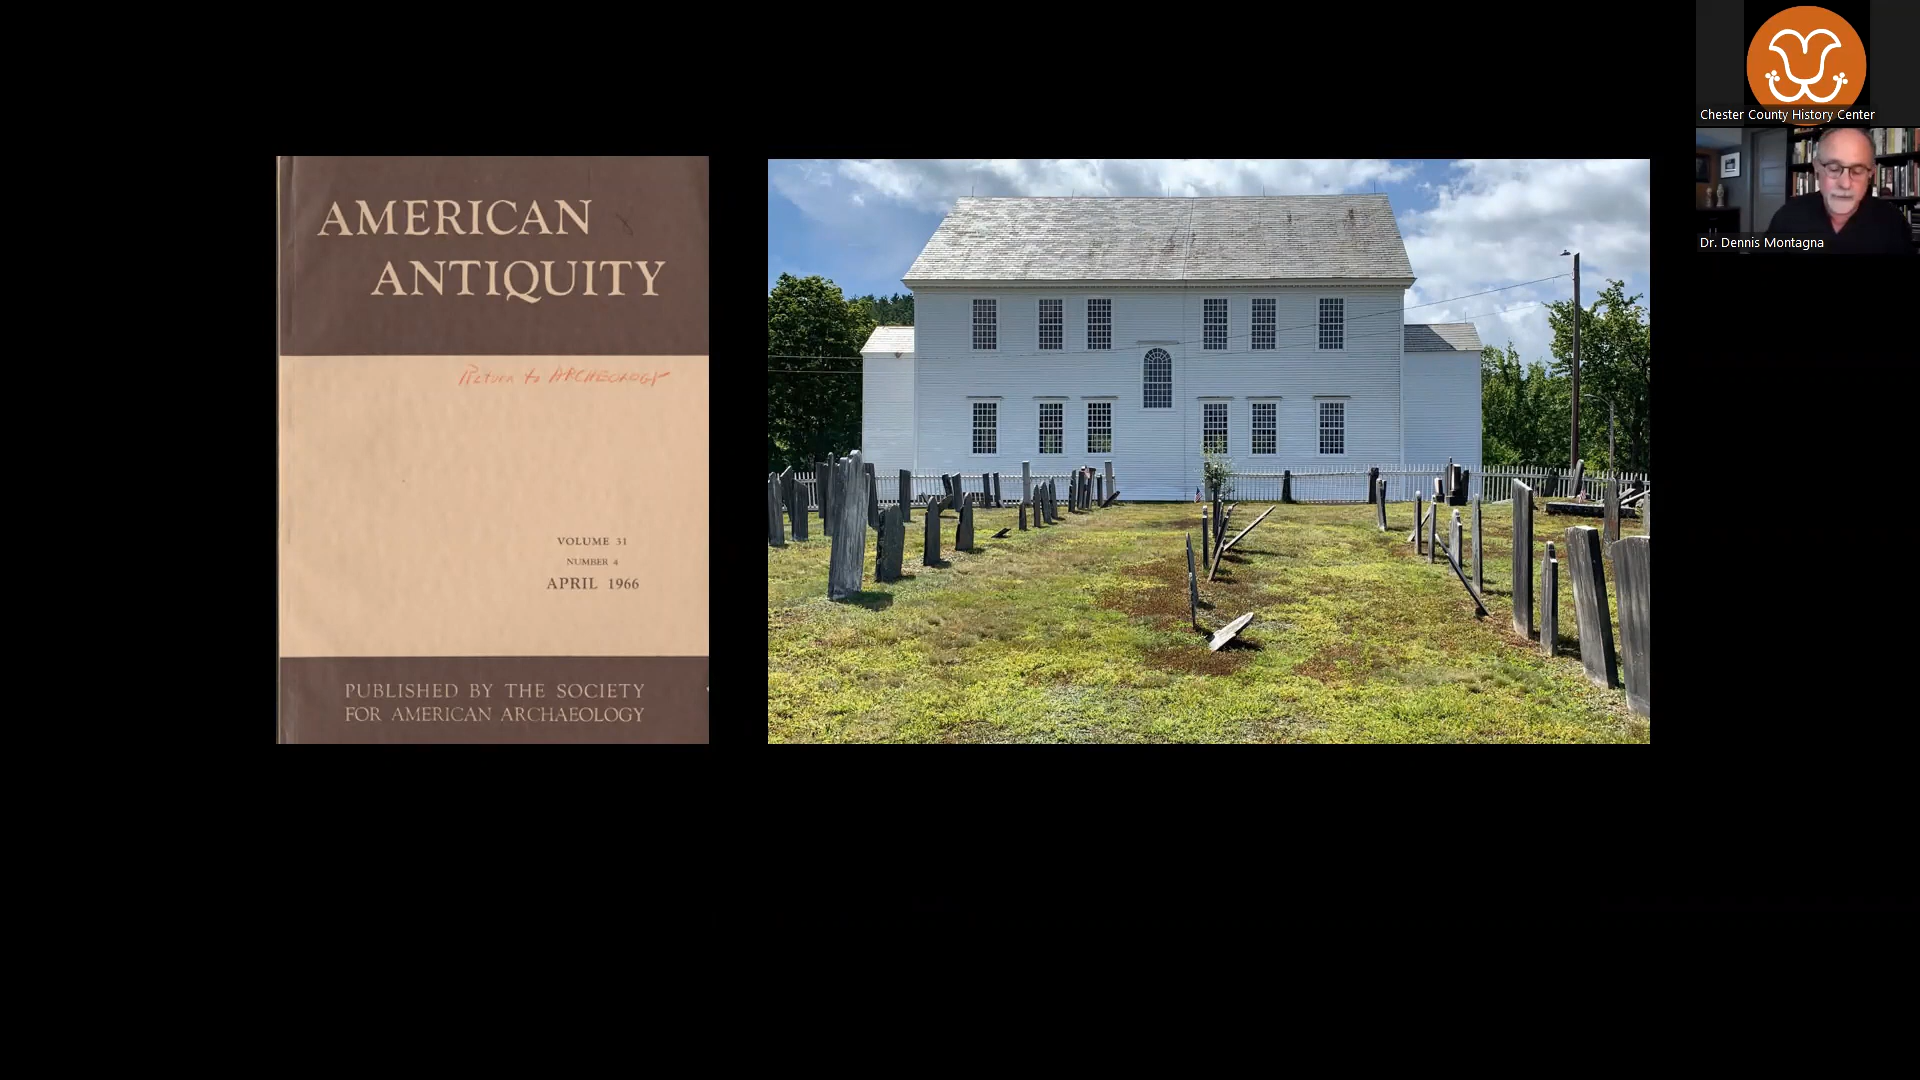 AMERICAN
ANTIQUITY
Return to ARCHEOLOGY
VOLUME 31
NUMBER 4
APRIL 1966
PUBLISHED BY THE SOCIETY
FOR AMERICAN ARCHAEOLOGY
Chester County History Center
Dr. Dennis Montagna